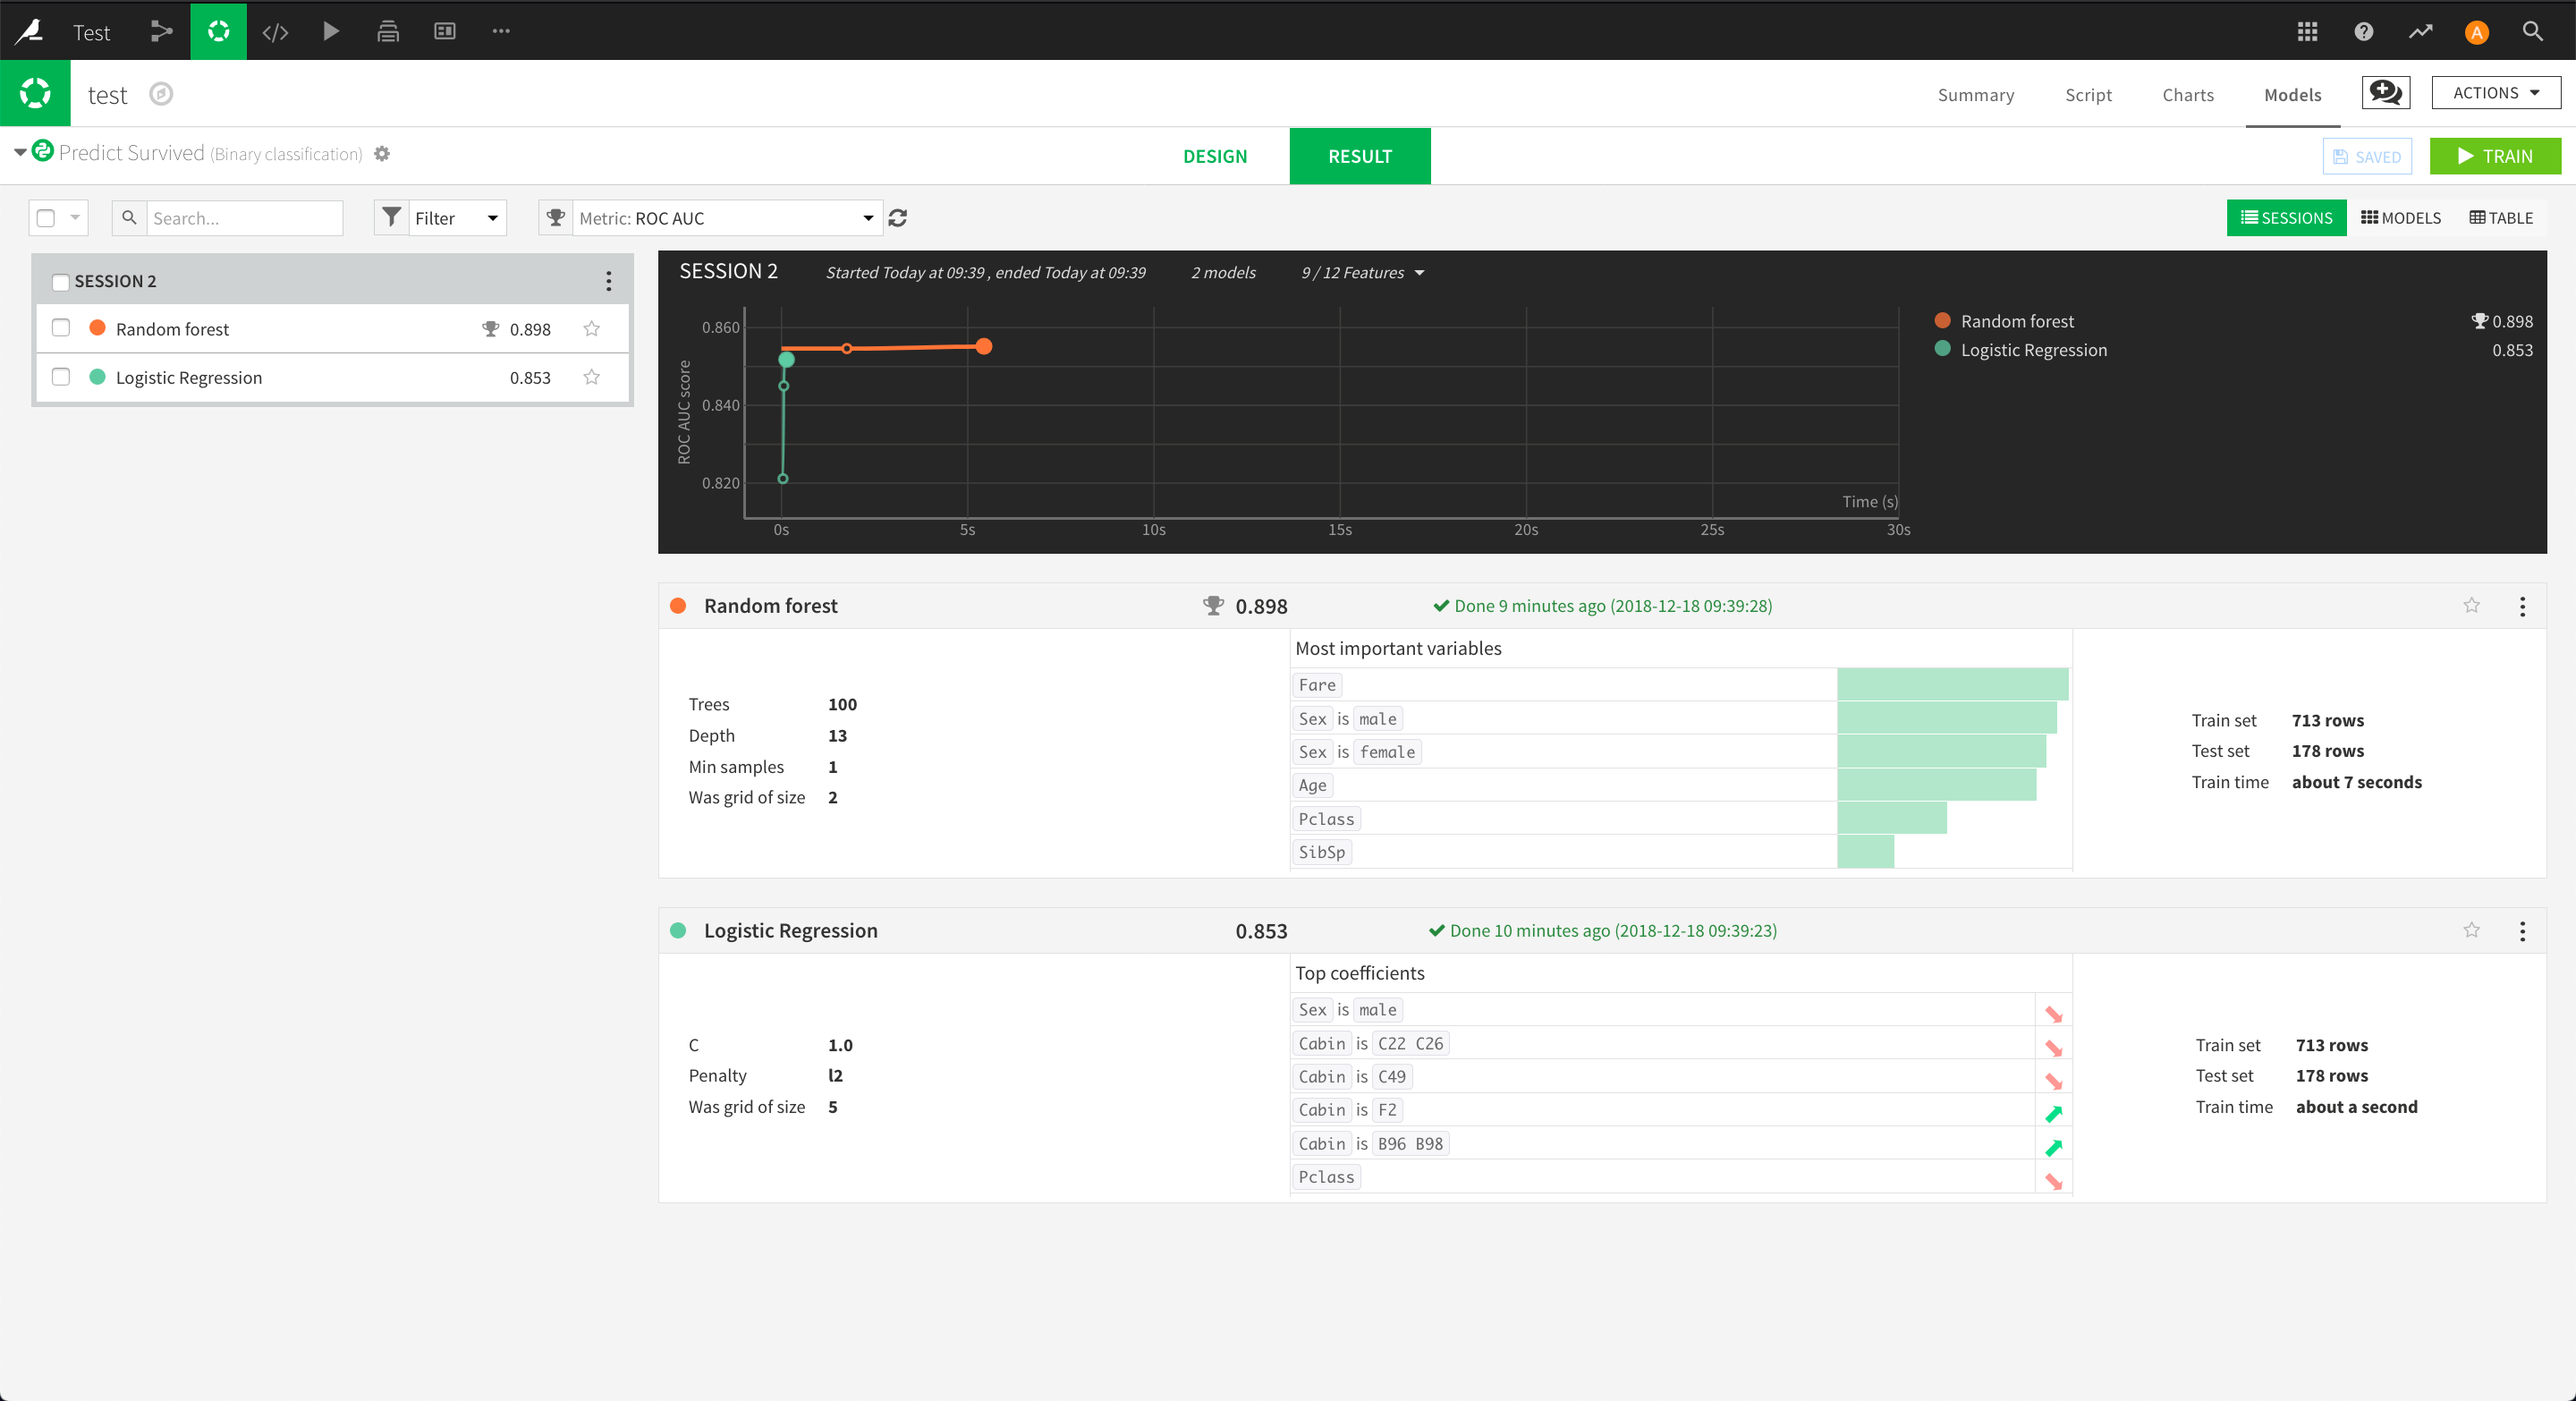 Test
A
test
Summary Script Charts Models ACTIONS
Predict Survived (Binary classification)
DESIGN RESULT
SAVED TRAIN
Search... Filter Metric: ROC AUC
SESSIONS MODELS TABLE
SESSION 2
Random forest 0.898
Logistic Regression 0.853
SESSION 2 Started Today at 09:39 , ended Today at 09:39 2 models 9 / 12 Features
ROC AUC score
0.860
0.840
0.820
Time (s)
0s 5s 10s 15s 20s 25s 30s
Random forest 0.898
Logistic Regression 0.853
Random forest 0.898 Done 9 minutes ago (2018-12-18 09:39:28)
Trees 100
Depth 13
Min samples 1
Was grid of size 2
Most important variables
Fare
Sex is male
Sex is female
Age
Pclass
SibSp
Train set 713 rows
Test set 178 rows
Train time about 7 seconds
Logistic Regression 0.853 Done 10 minutes ago (2018-12-18 09:39:23)
C 1.0
Penalty l2
Was grid of size 5
Top coefficients
Sex is male
Cabin is C22 C26
Cabin is C49
Cabin is F2
Cabin is B96 B98
Pclass
Train set 713 rows
Test set 178 rows
Train time about a second